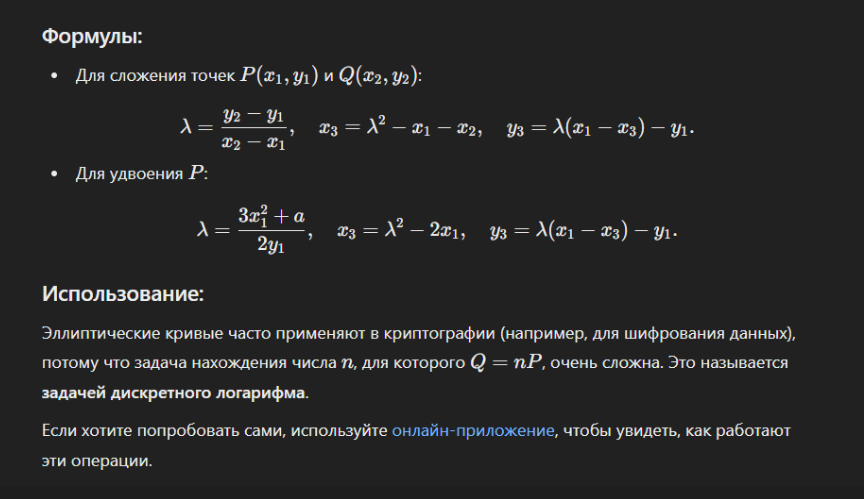 Формулы:
• Для сложения точек P(x₁, y₁) и Q(x₂, y₂):
λ = (y₂ − y₁)/(x₂ − x₁), x₃ = λ² − x₁ − x₂, y₃ = λ(x₁ − x₃) − y₁.
• Для удвоения P:
λ = (3x₁² + a)/(2y₁), x₃ = λ² − 2x₁, y₃ = λ(x₁ − x₃) − y₁.
Использование:
Эллиптические кривые часто применяют в криптографии (например, для шифрования данных),
потому что задача нахождения числа n, для которого Q = nP, очень сложна. Это называется
задачей дискретного логарифма.
Если хотите попробовать сами, используйте онлайн-приложение, чтобы увидеть, как работают
эти операции.